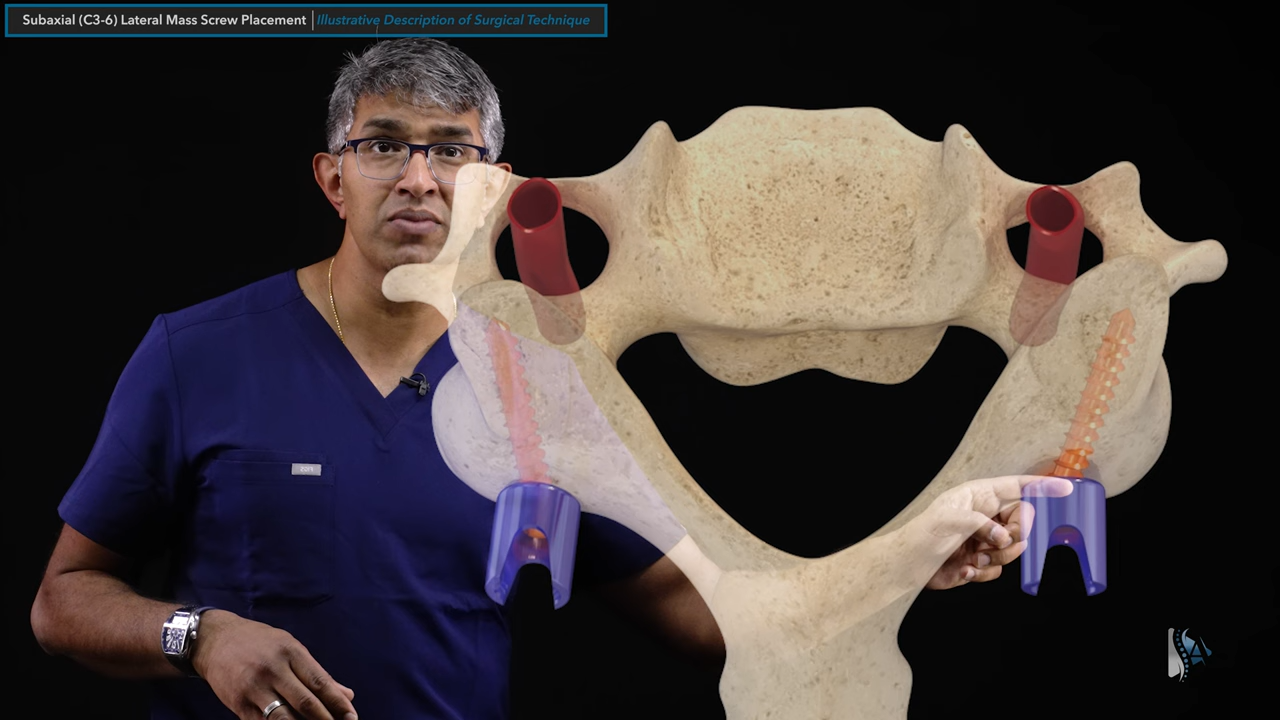 Subaxial (C3-6) Lateral Mass Screw Placement | Illustrative Description of Surgical Technique